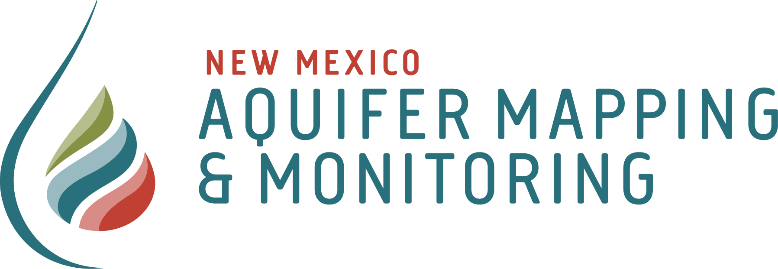 NEW MEXICO
AQUIFER MAPPING
& MONITORING